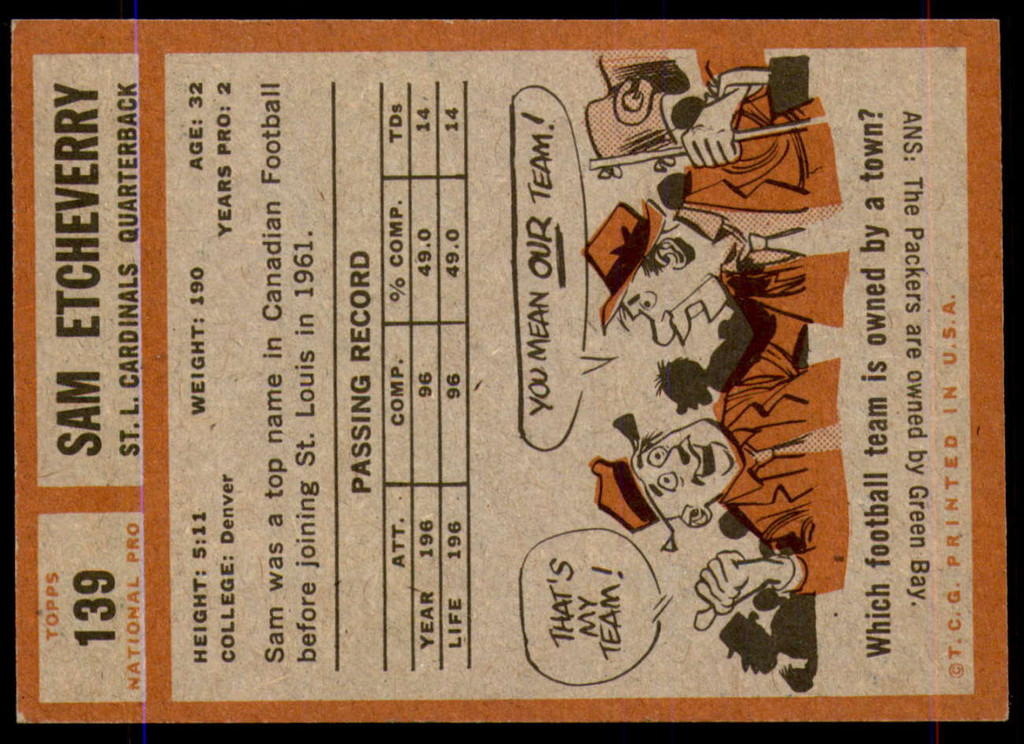 TOPPS
139
NATIONAL PRO
SAM ETCHEVERRY
ST. L. CARDINALS QUARTERBACK
HEIGHT: 5:11 WEIGHT: 190 AGE: 32
COLLEGE: Denver YEARS PRO: 2
Sam was a top name in Canadian Football
before joining St. Louis in 1961.
PASSING RECORD
ATT. COMP. % COMP. TDs
YEAR 196 96 49.0 14
LIFE 196 96 49.0 14
THAT'S
MY
TEAM!
YOU MEAN OUR TEAM!
Which football team is owned by a town?
ANS: The Packers are owned by Green Bay.
©T.C.G. PRINTED IN U.S.A.